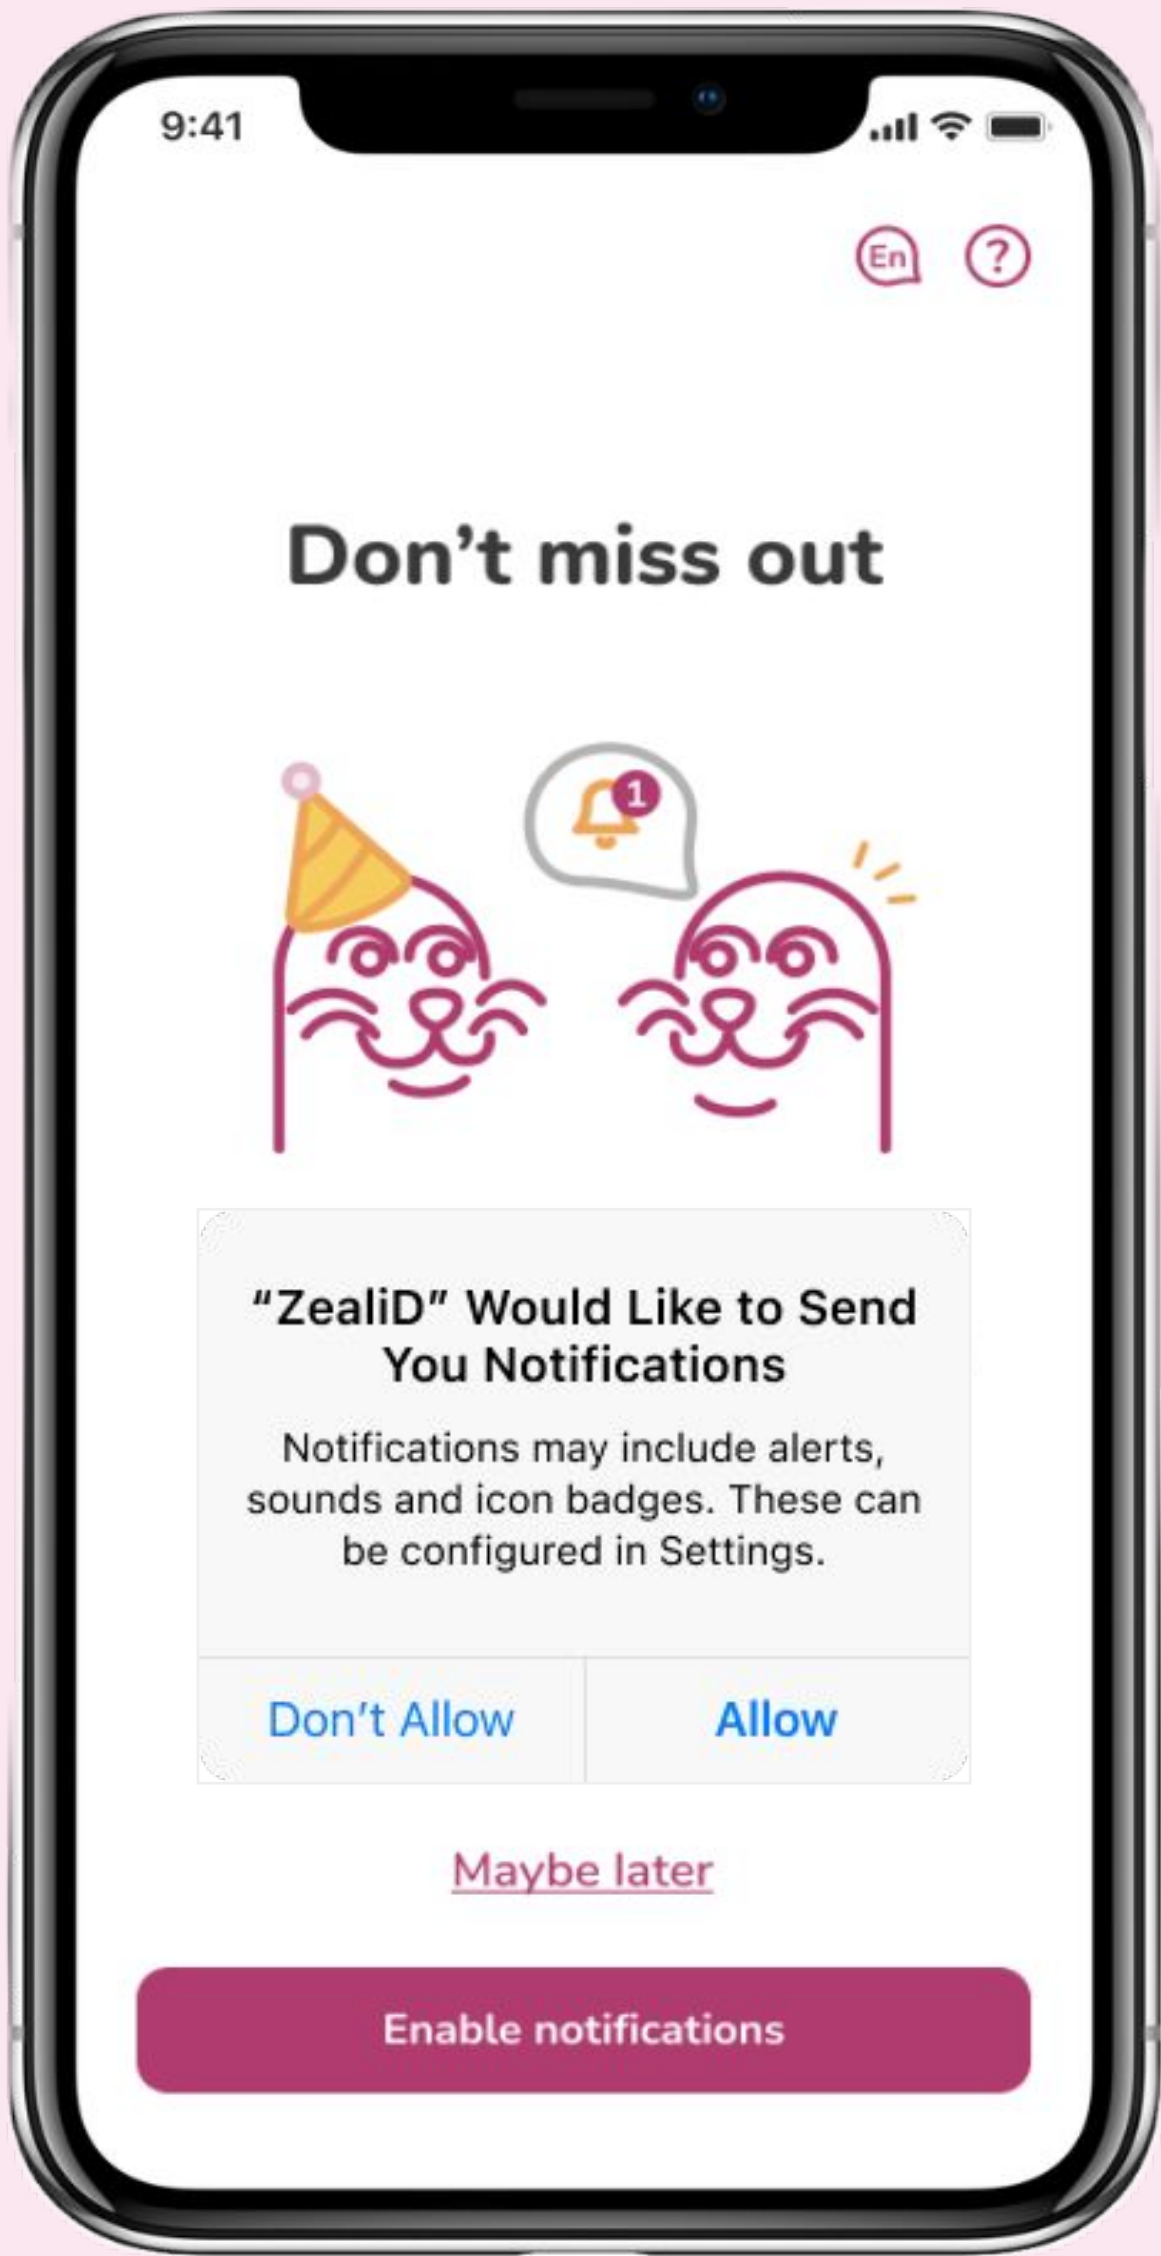 9:41
En ?
Don’t miss out
1
“ZealiD” Would Like to Send
You Notifications
Notifications may include alerts,
sounds and icon badges. These can
be configured in Settings.
Don’t Allow Allow
Maybe later
Enable notifications